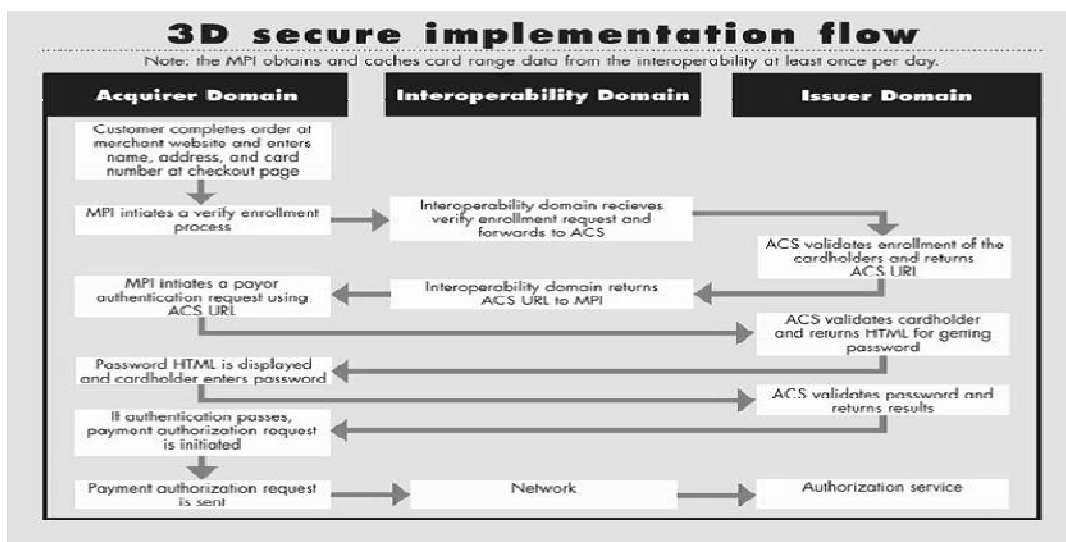 3D secure implementation flow
Note: the MPI obtains and caches card range data from the interoperability at least once per day.
Acquirer Domain
Interoperability Domain
Issuer Domain
Customer completes order at
merchant website and enters
name, address, and card
number at checkout page
MPI intiates a verify enrollment
process
Interoperability domain recieves
verify enrollment request and
forwards to ACS
ACS validates enrollment of the
cardholders and returns
ACS URL
Interoperability domain returns
ACS URL to MPI
MPI intiates a payor
authentication request using
ACS URL
ACS validates cardholder
and returns HTML for getting
password
Password HTML is displayed
and cardholder enters password
ACS validates password and
returns results
If authentication passes,
payment authorization request
is initiated
Payment authorization request
is sent
Network
Authorization service